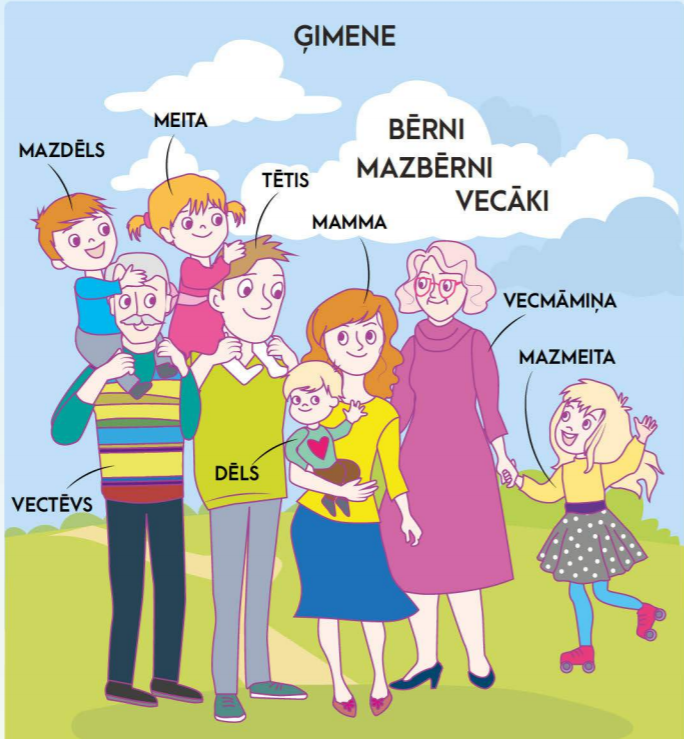 ĢIMENE
BĒRNI
MAZBĒRNI
VECĀKI
MEITA
MAZDĒLS
TĒTIS
MAMMA
VECMĀMIŅA
MAZMEITA
DĒLS
VECTĒVS